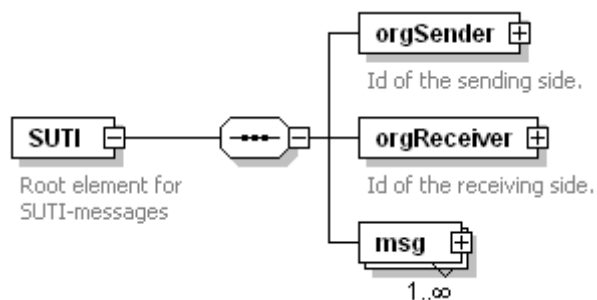 orgSender
Id of the sending side.
SUTI
Root element for
SUTI-messages
orgReceiver
Id of the receiving side.
msg
1..∞